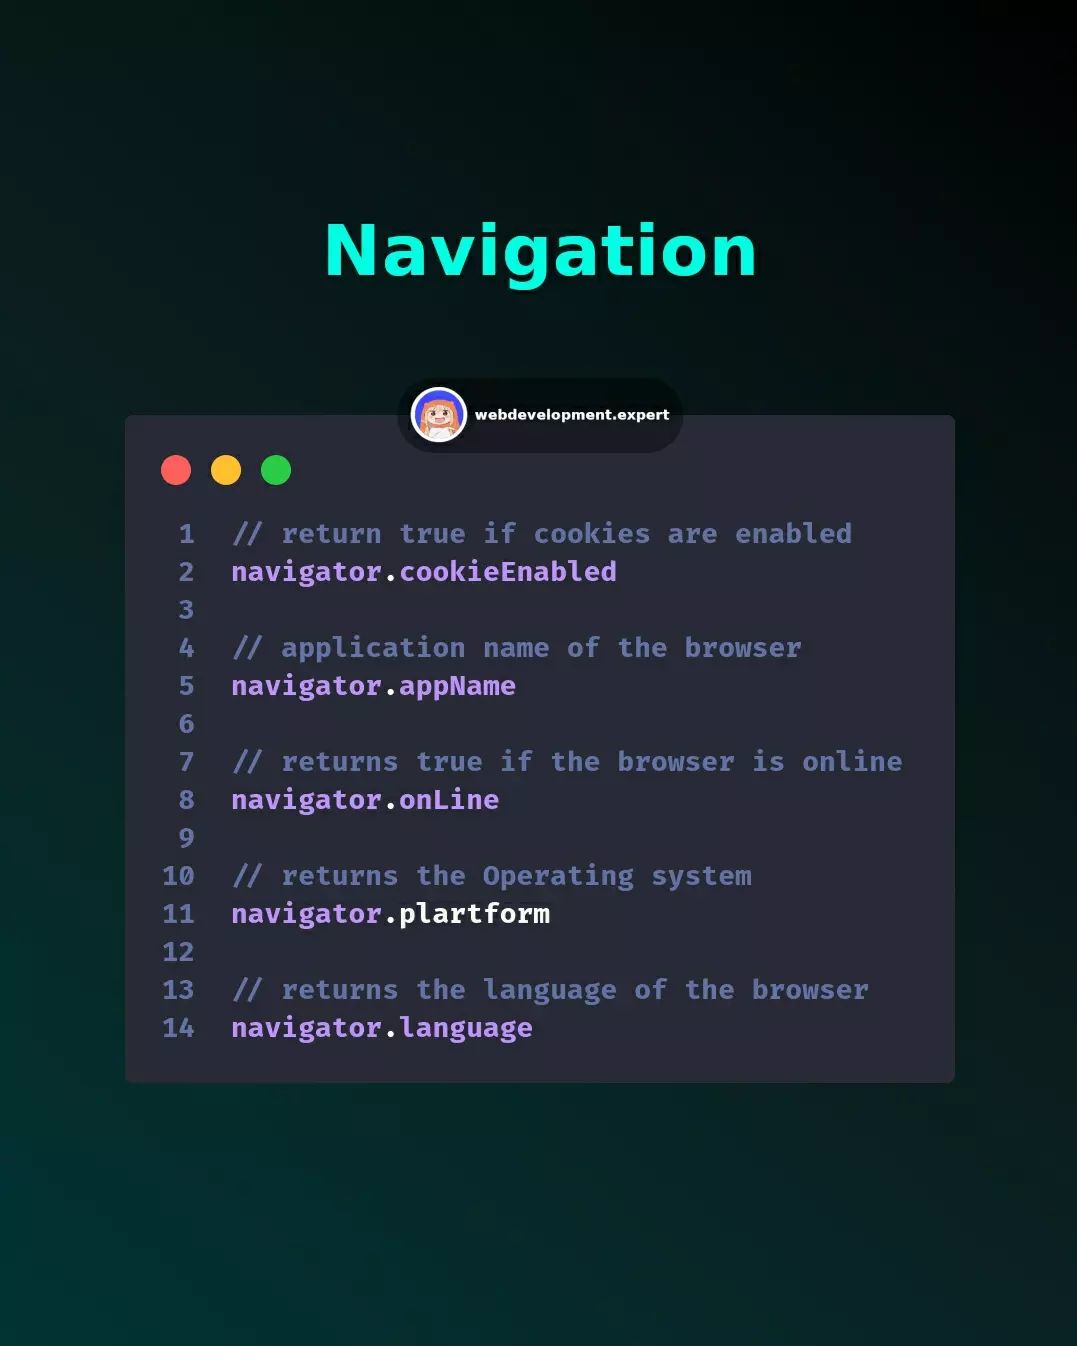 Navigation
webdevelopment.expert
1 // return true if cookies are enabled
2 navigator.cookieEnabled
3
4 // application name of the browser
5 navigator.appName
6
7 // returns true if the browser is online
8 navigator.onLine
9
10 // returns the Operating system
11 navigator.plartform
12
13 // returns the language of the browser
14 navigator.language